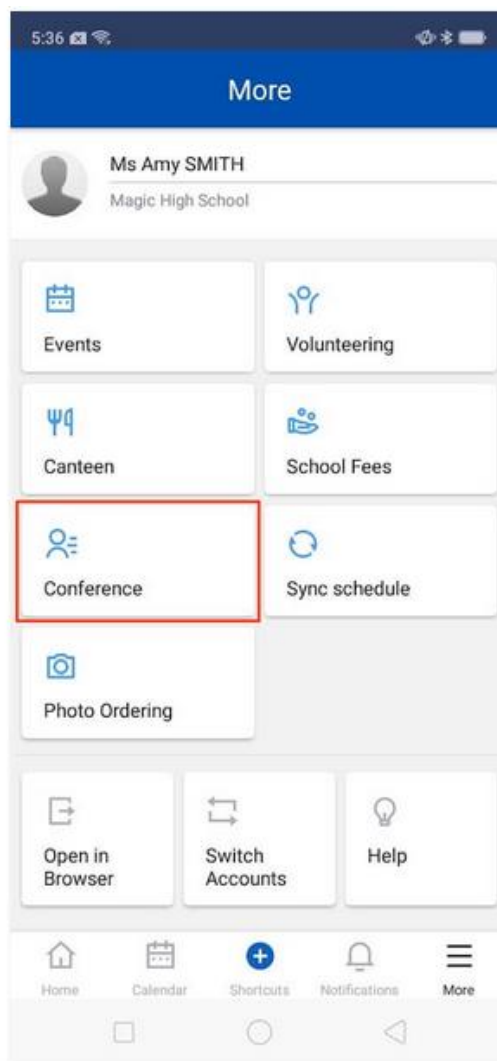 5:36
More
Ms Amy SMITH
Magic High School
Events
Volunteering
Canteen
School Fees
Conference
Sync schedule
Photo Ordering
Open in
Browser
Switch
Accounts
Help
Home
Calendar
Shortcuts
Notifications
More